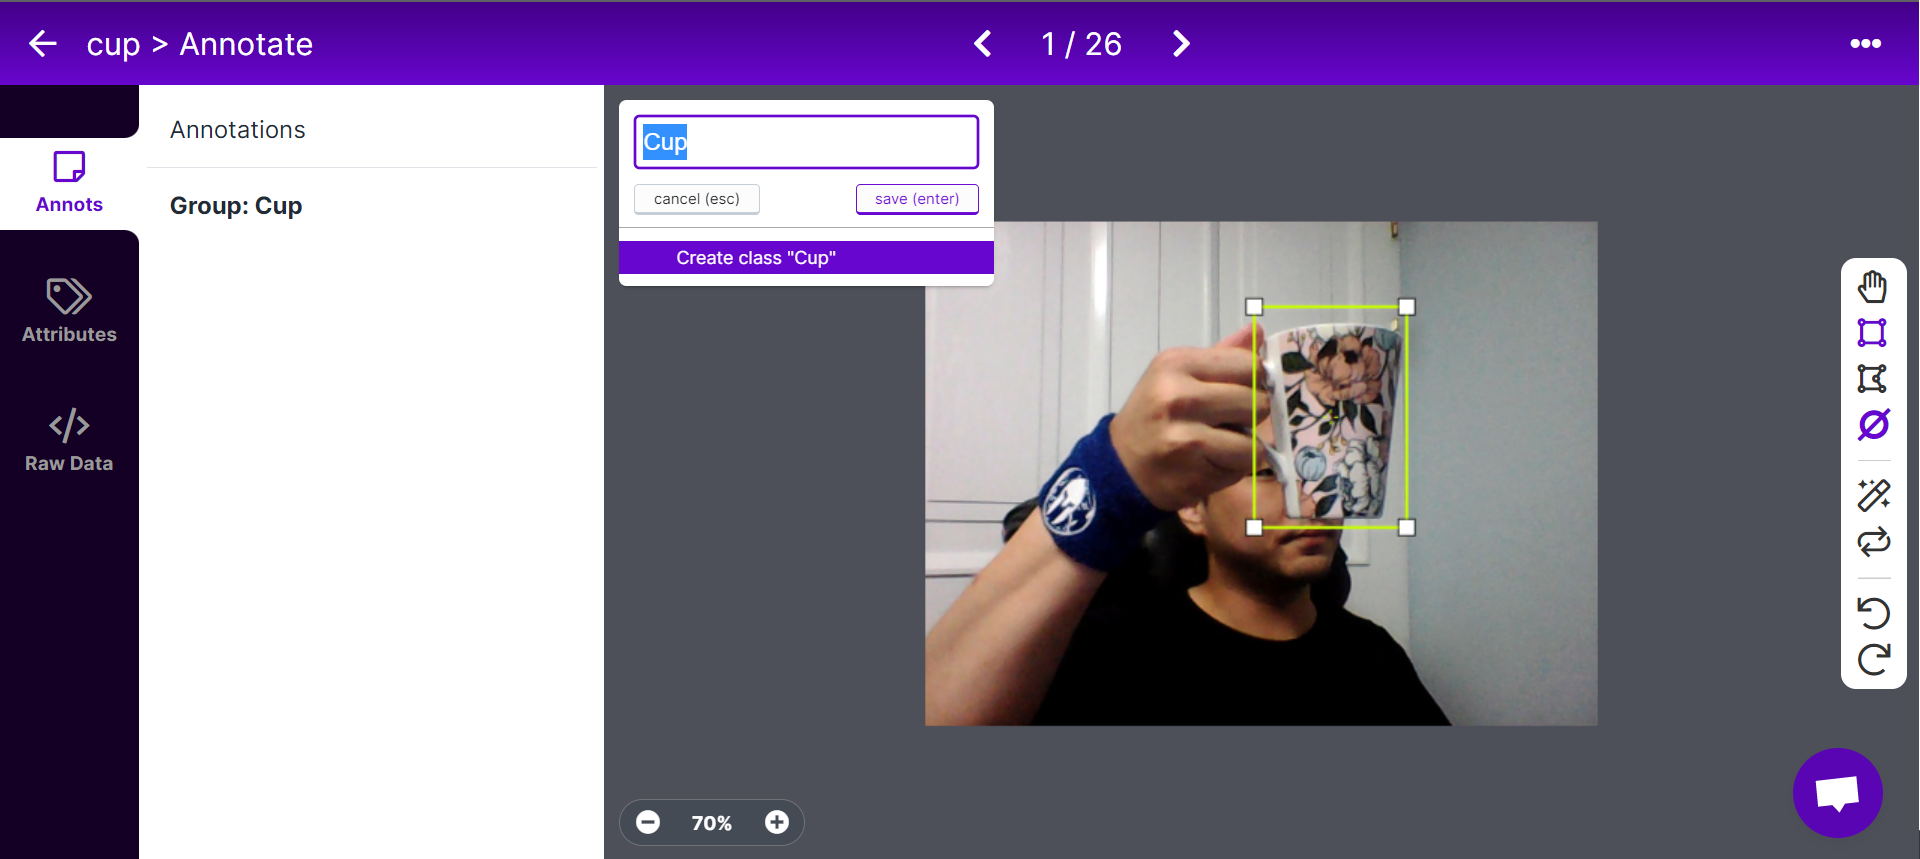 cup > Annotate
1 / 26
Annots
Attributes
Raw Data
Annotations
Group: Cup
Cup
cancel (esc)
save (enter)
Create class "Cup"
70%